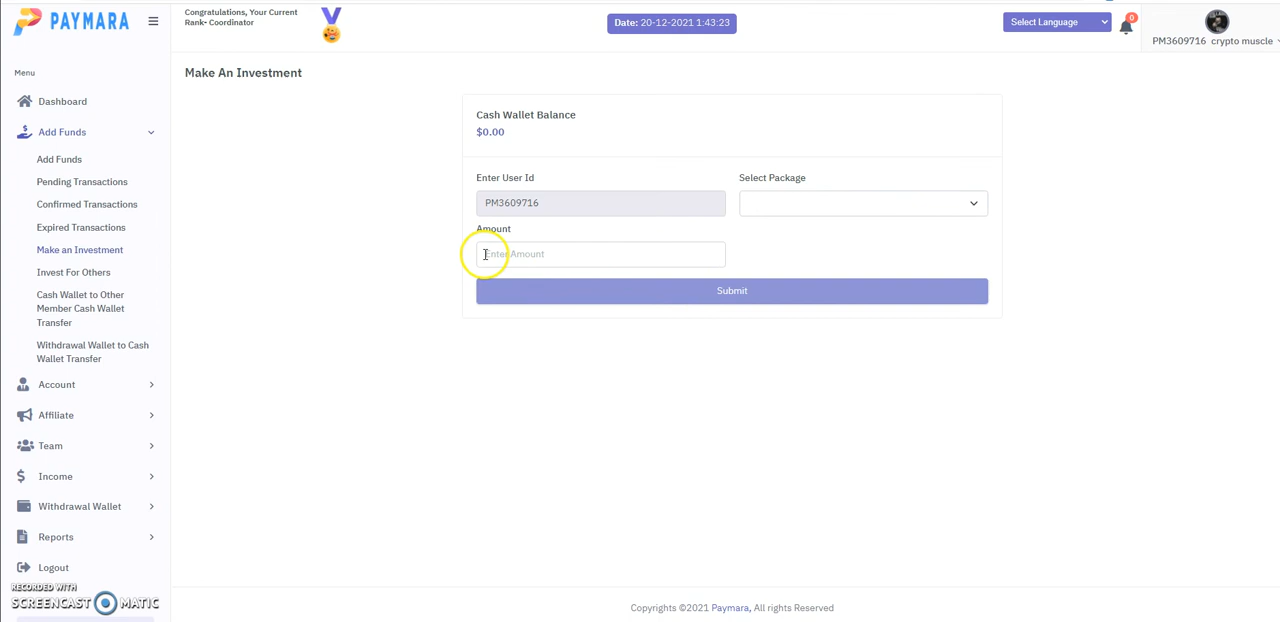 PAYMARA
Congratulations, Your Current
Rank- Coordinator
Date: 20-12-2021 1:43:23
Select Language
0
PM3609716 crypto muscle
Menu
Make An Investment
Dashboard
Add Funds
Add Funds
Pending Transactions
Confirmed Transactions
Expired Transactions
Make an Investment
Invest For Others
Cash Wallet to Other
Member Cash Wallet
Transfer
Withdrawal Wallet to Cash
Wallet Transfer
Account
Affiliate
Team
Income
Withdrawal Wallet
Reports
Logout
Cash Wallet Balance
$0.00
Enter User Id
Select Package
PM3609716
Amount
Enter Amount
Submit
RECORDED WITH
SCREENCAST MATIC
Copyrights ©2021 Paymara, All rights Reserved